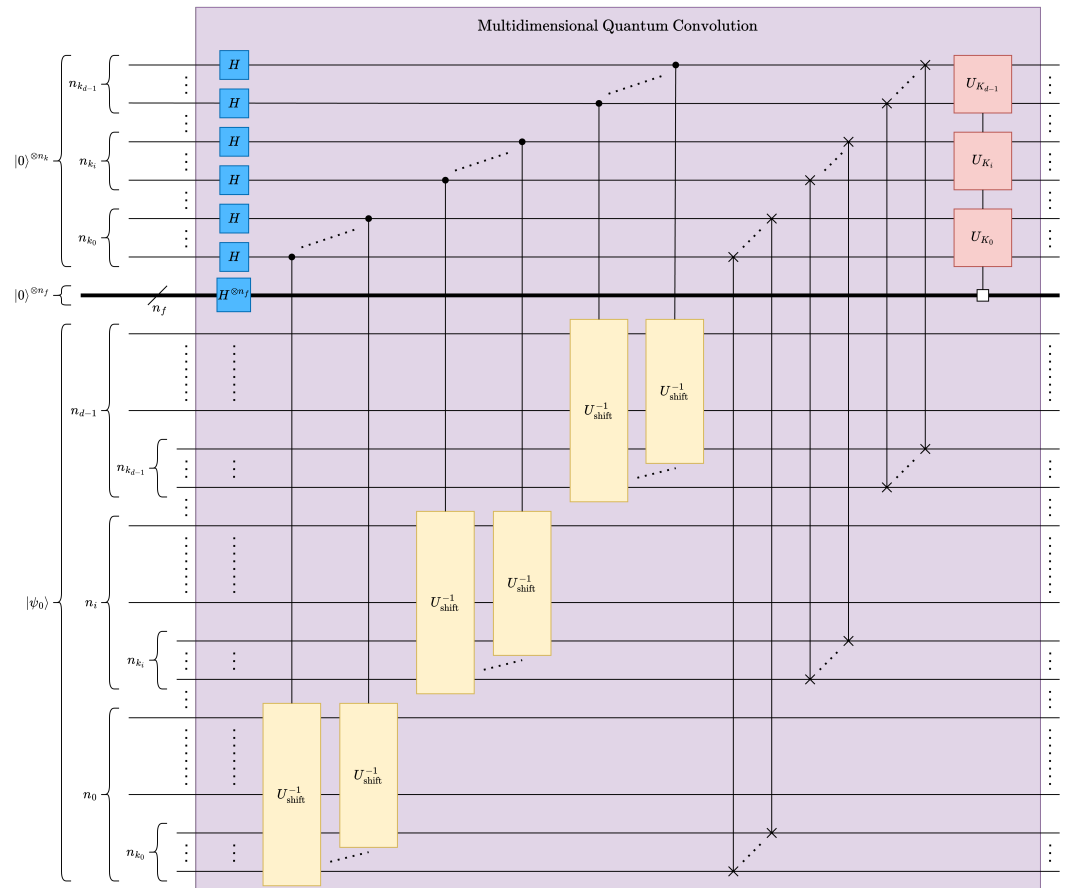 Multidimensional Quantum Convolution
|0⟩^{⊗n_k}
n_{k_{d−1}}
n_{k_i}
n_{k_0}
H
H
H
H
H
H
U_{K_{d−1}}
U_{K_i}
U_{K_0}
|0⟩^{⊗n_f}
n_f
H^{⊗n_f}
|ψ_0⟩
n_{d−1}
n_{k_{d−1}}
U_{shift}^{−1}
U_{shift}^{−1}
n_i
n_{k_i}
U_{shift}^{−1}
U_{shift}^{−1}
n_0
n_{k_0}
U_{shift}^{−1}
U_{shift}^{−1}